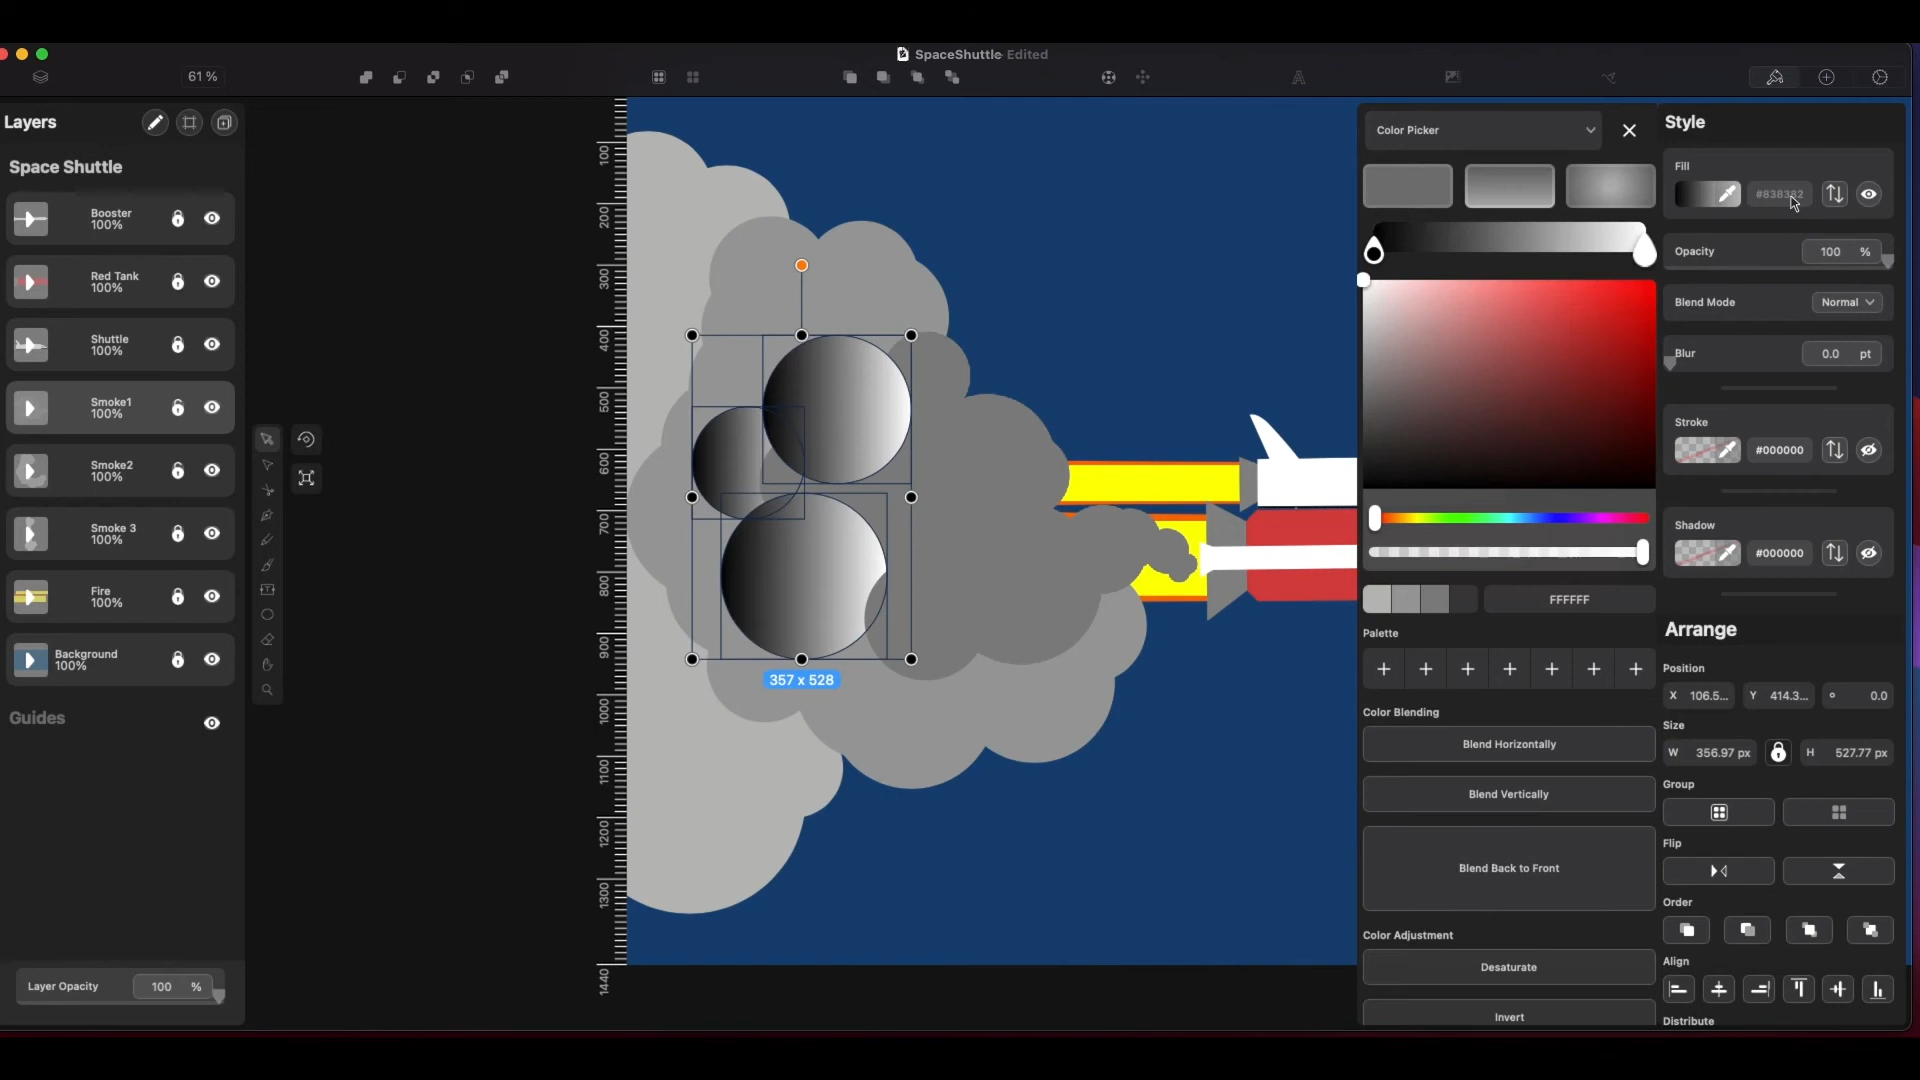 SpaceShuttle – Edited
61 %
Layers
Space Shuttle
Booster
100%
Red Tank
100%
Shuttle
100%
Smoke1
100%
Smoke2
100%
Smoke 3
100%
Fire
100%
Background
100%
Guides
Layer Opacity 100 %
100
200
300
400
500
600
700
800
900
1000
1100
1200
1300
1440
357 x 528
Color Picker
FFFFFF
Palette
Color Blending
Blend Horizontally
Blend Vertically
Blend Back to Front
Color Adjustment
Desaturate
Invert
Style
Fill
#838382
Opacity 100 %
Blend Mode Normal
Blur 0.0 pt
Stroke
#000000
Shadow
#000000
Arrange
Position
X 106.5... Y 414.3... ° 0.0
Size
W 356.97 px H 527.77 px
Group
Flip
Order
Align
Distribute